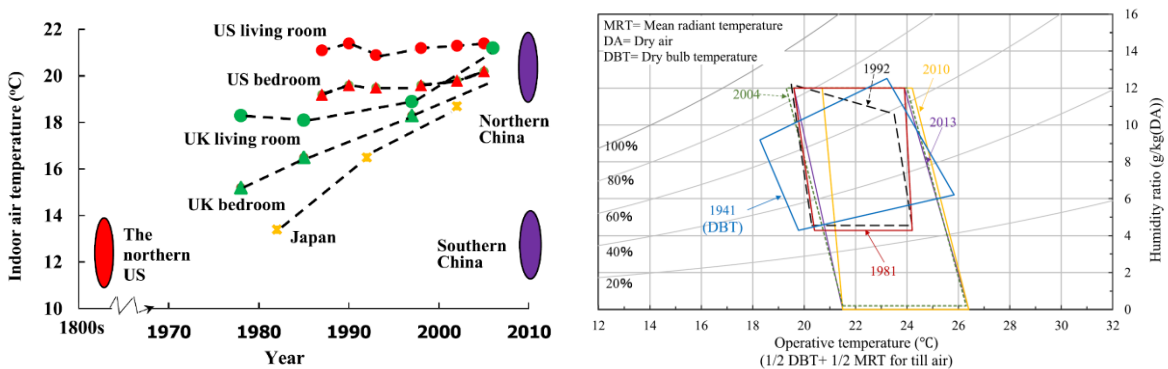 Indoor air temperature (ºC)
22
20
18
16
14
12
10
US living room
US bedroom
UK living room
UK bedroom
Japan
The
northern
US
Northern
China
Southern
China
1800s
1970
1980
1990
2000
2010
Year
MRT= Mean radiant temperature
DA= Dry air
DBT= Dry bulb temperature
1992
2010
2004
2013
1941
(DBT)
1981
100%
80%
60%
40%
20%
16
14
12
10
8
6
4
2
0
Humidity ratio (g/kg(DA))
12
14
16
18
20
22
24
26
28
30
32
Operative temperature (℃)
(1/2 DBT+ 1/2 MRT for till air)